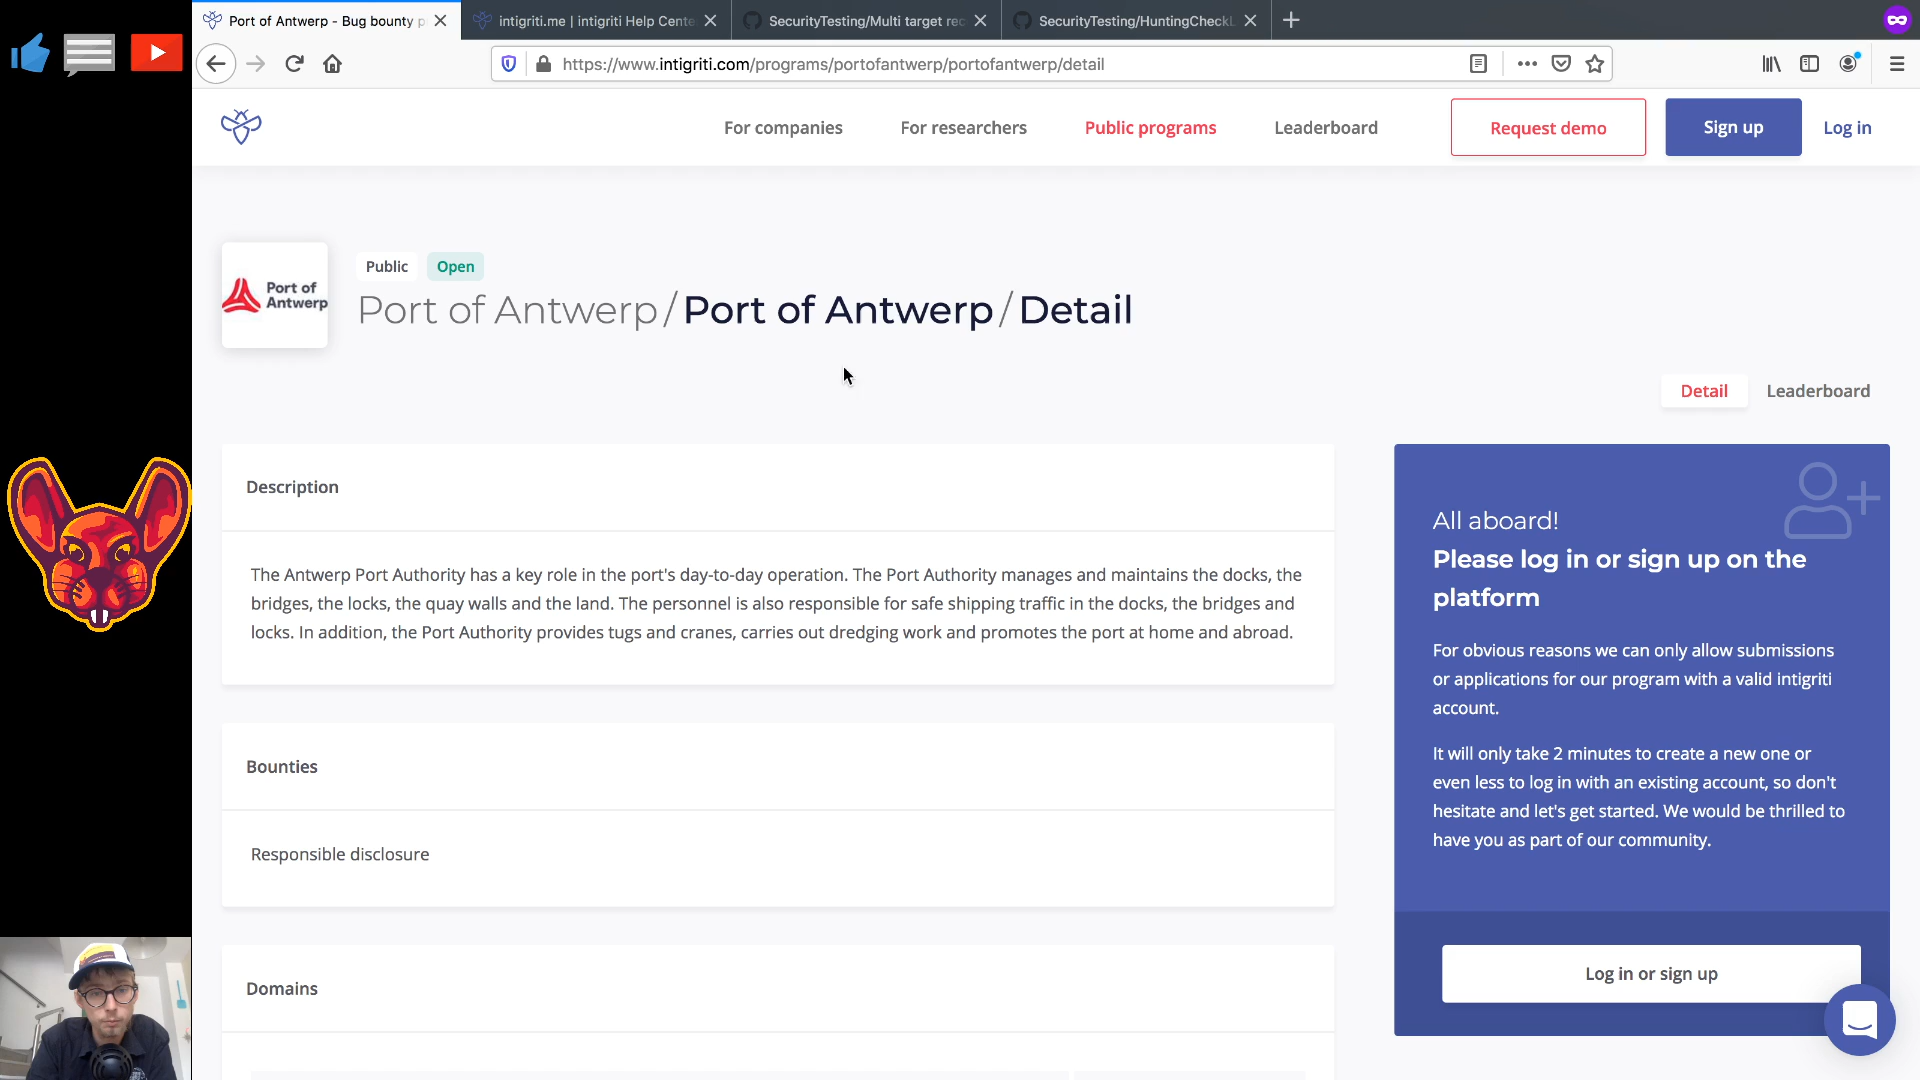 Port of Antwerp - Bug bounty p
intigriti.me | intigriti Help Cente
SecurityTesting/Multi target rec
SecurityTesting/HuntingCheckL
https://www.intigriti.com/programs/portofantwerp/portofantwerp/detail
For companies
For researchers
Public programs
Leaderboard
Request demo
Sign up
Log in
Port of
Antwerp
Public
Open
Port of Antwerp / Port of Antwerp / Detail
Detail
Leaderboard
Description
The Antwerp Port Authority has a key role in the port's day-to-day operation. The Port Authority manages and maintains the docks, the
bridges, the locks, the quay walls and the land. The personnel is also responsible for safe shipping traffic in the docks, the bridges and
locks. In addition, the Port Authority provides tugs and cranes, carries out dredging work and promotes the port at home and abroad.
Bounties
Responsible disclosure
Domains
All aboard!
Please log in or sign up on the
platform
For obvious reasons we can only allow submissions
or applications for our program with a valid intigriti
account.
It will only take 2 minutes to create a new one or
even less to log in with an existing account, so don't
hesitate and let's get started. We would be thrilled to
have you as part of our community.
Log in or sign up